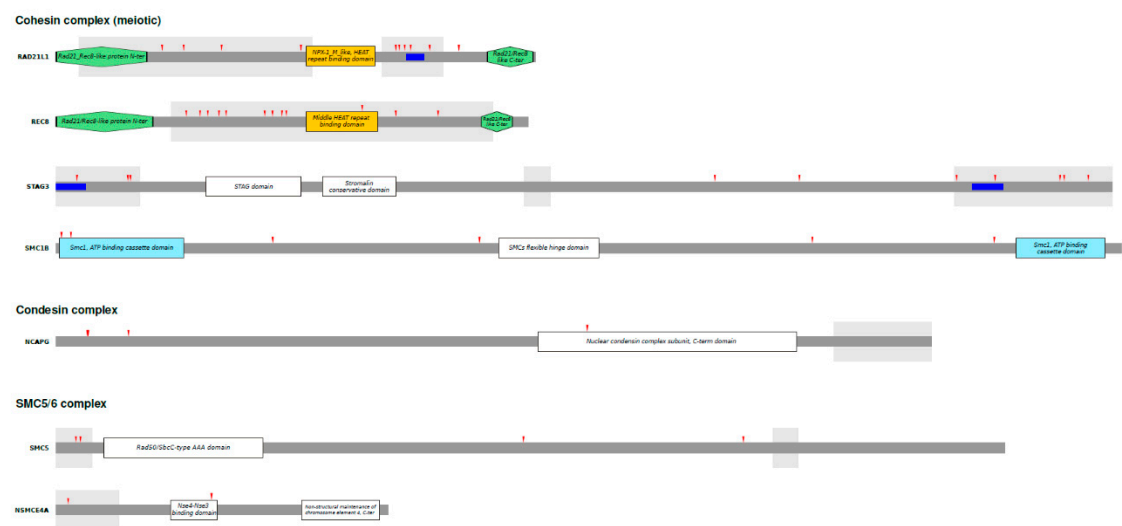 Cohesin complex (meiotic)
RAD21L1
Rad21_Rec8-like protein N-ter
NPX-1_M_like, HEAT
repeat binding domain
Rad21/Rec8
like C-ter
REC8
Rad21/Rec8-like protein N-ter
Middle HEAT repeat
binding domain
Rad21/Rec8
like C-ter
STAG3
STAG domain
Stromalin
conservative domain
SMC1B
Smc1, ATP binding cassette domain
SMCs flexible hinge domain
Smc1, ATP binding
cassette domain
Condesin complex
NCAPG
Nuclear condensin complex subunit, C-term domain
SMC5/6 complex
SMC5
Rad50/SbcC-type AAA domain
NSMCE4A
Nse4-Nse3
binding domain
Non-structural maintenance of
chromosome element 4, C-ter